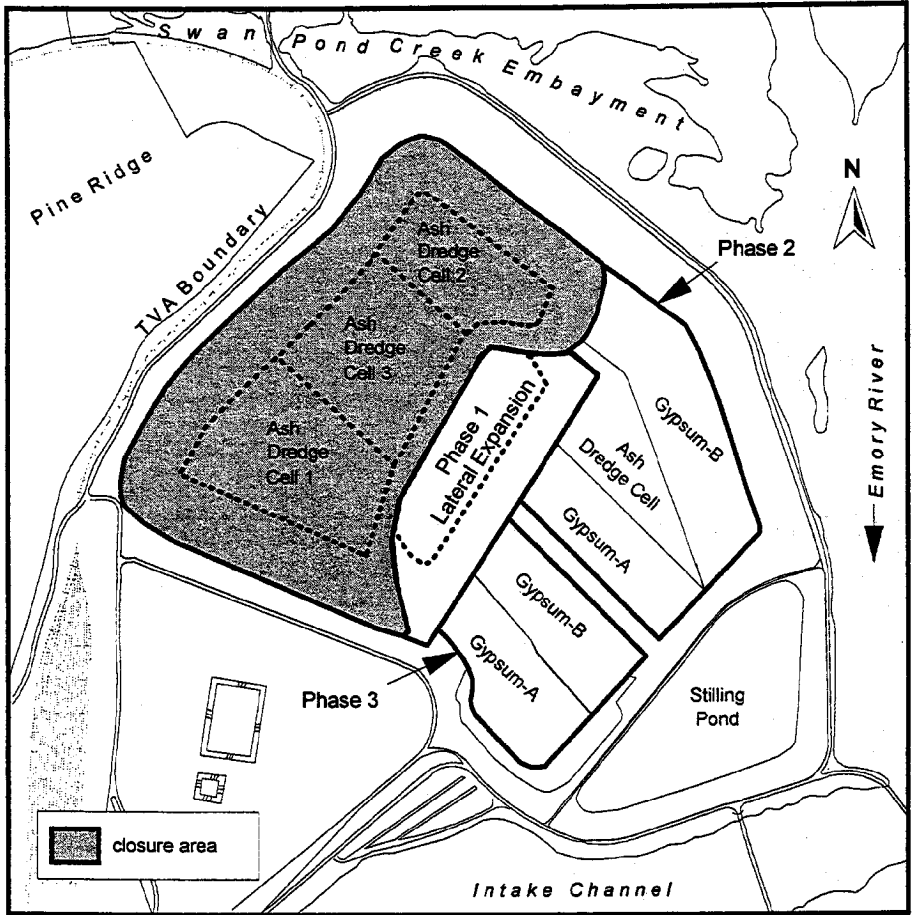 Swan Pond Creek Embayment
Pine Ridge
TVA Boundary
N
Ash
Dredge
Cell 2
Phase 2
Ash
Dredge
Cell 3
Ash
Dredge
Cell 1
Phase 1
Lateral Expansion
Gypsum-B
Ash
Dredge Cell
Gypsum-A
Emory River
Gypsum-B
Gypsum-A
Phase 3
Stilling
Pond
closure area
Intake Channel